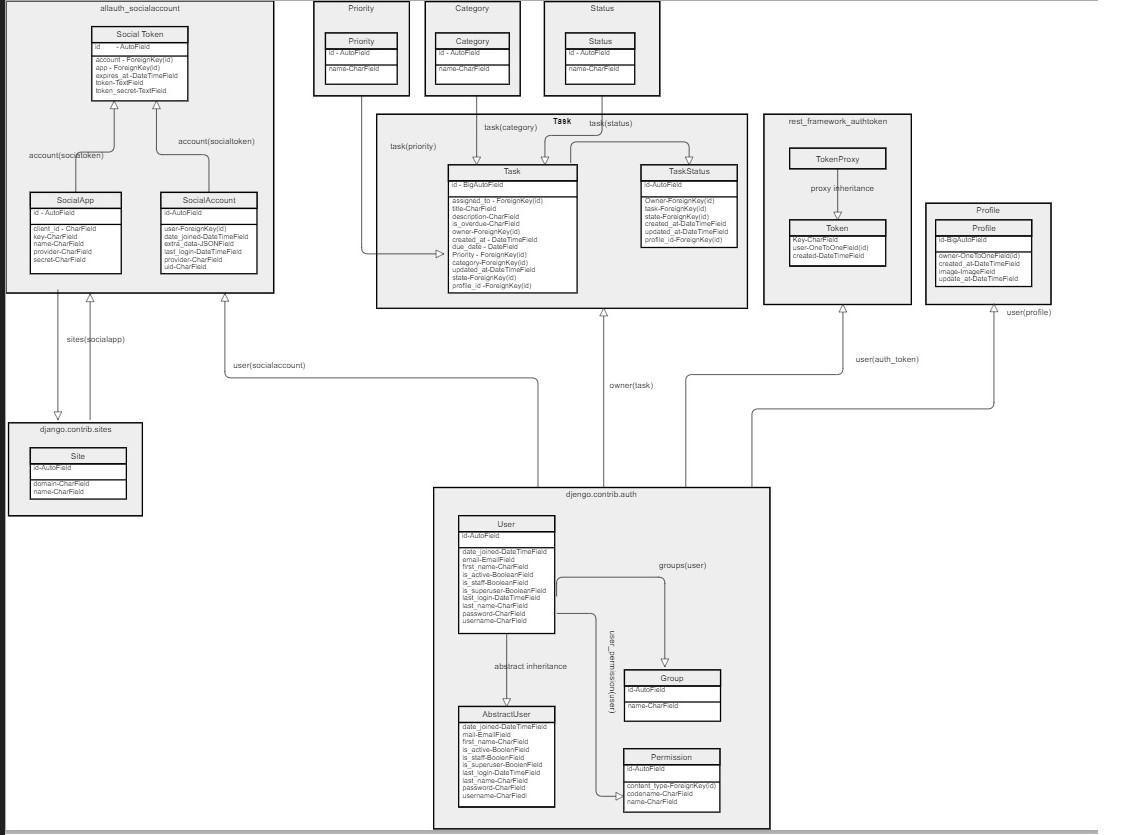 allauth_socialaccount
Social Token
id - AutoField
account - ForeignKey(id)
app - ForeignKey(id)
expires_at -DateTimeField
token-TextField
token_secret-TextField
account(socialtoken)
account(socialtoken)
SocialApp
id - AutoField
client_id - CharField
key-CharField
name-CharField
provider-CharField
secret-CharField
SocialAccount
id-AutoField
user-ForeignKey(id)
date_joined-DateTimeField
extra_data-JSONField
last_login-DateTimeField
provider-CharField
uid-CharField
Priority
Priority
id - AutoField
name-CharField
Category
Category
id - AutoField
name-CharField
Status
Status
id - AutoField
name-CharField
Task
task(category)
task(status)
task(priority)
Task
id - BigAutoField
assigned_to - ForeignKey(id)
title-CharField
description-CharField
is_overdue-CharField
owner-ForeignKey(id)
created_at - DateTimeField
due_date - DateField
Priority - ForeignKey(id)
category-ForeignKey(id)
updated_at-DateTimeField
state-ForeignKey(id)
profile_id -ForeignKey(id)
TaskStatus
id-AutoField
Owner-ForeignKey(id)
task-ForeignKey(id)
state-ForeignKey(id)
created_at-DateTimeField
updated_at-DateTimeField
profile_id-ForeignKey(id)
rest_framework_authtoken
TokenProxy
proxy inheritance
Token
Key-CharField
user-OneToOneField(id)
created-DateTimeField
Profile
Profile
id-BigAutoField
owner-OneToOneField(id)
created_at-DateTimeField
image-ImageField
update_at-DateTimeField
user(profile)
sites(socialapp)
user(socialaccount)
owner(task)
user(auth_token)
django.contrib.sites
Site
id-AutoField
domain-CharField
name-CharField
djengo.contrib.auth
User
id-AutoField
date_joined-DateTimeField
email-EmailField
first_name-CharField
is_active-BooleanField
is_staff-BooleanField
is_superuser-BooleanField
last_login-DateTimeField
last_name-CharField
password-CharField
username-CharField
groups(user)
user_permission(user)
abstract inheritance
AbstractUser
date_joined-DateTimeField
mail-EmailField
first_name-CharField
is_active-BoolenField
is_staff-BoolenField
is_superuser-BoolenField
last_login-DateTimeField
last_name-CharField
password-CharField
username-CharFiedl
Group
id-AutoField
name-CharField
Permission
id-AutoField
content_type-ForeignKey(id)
codename-CharField
name-CharField